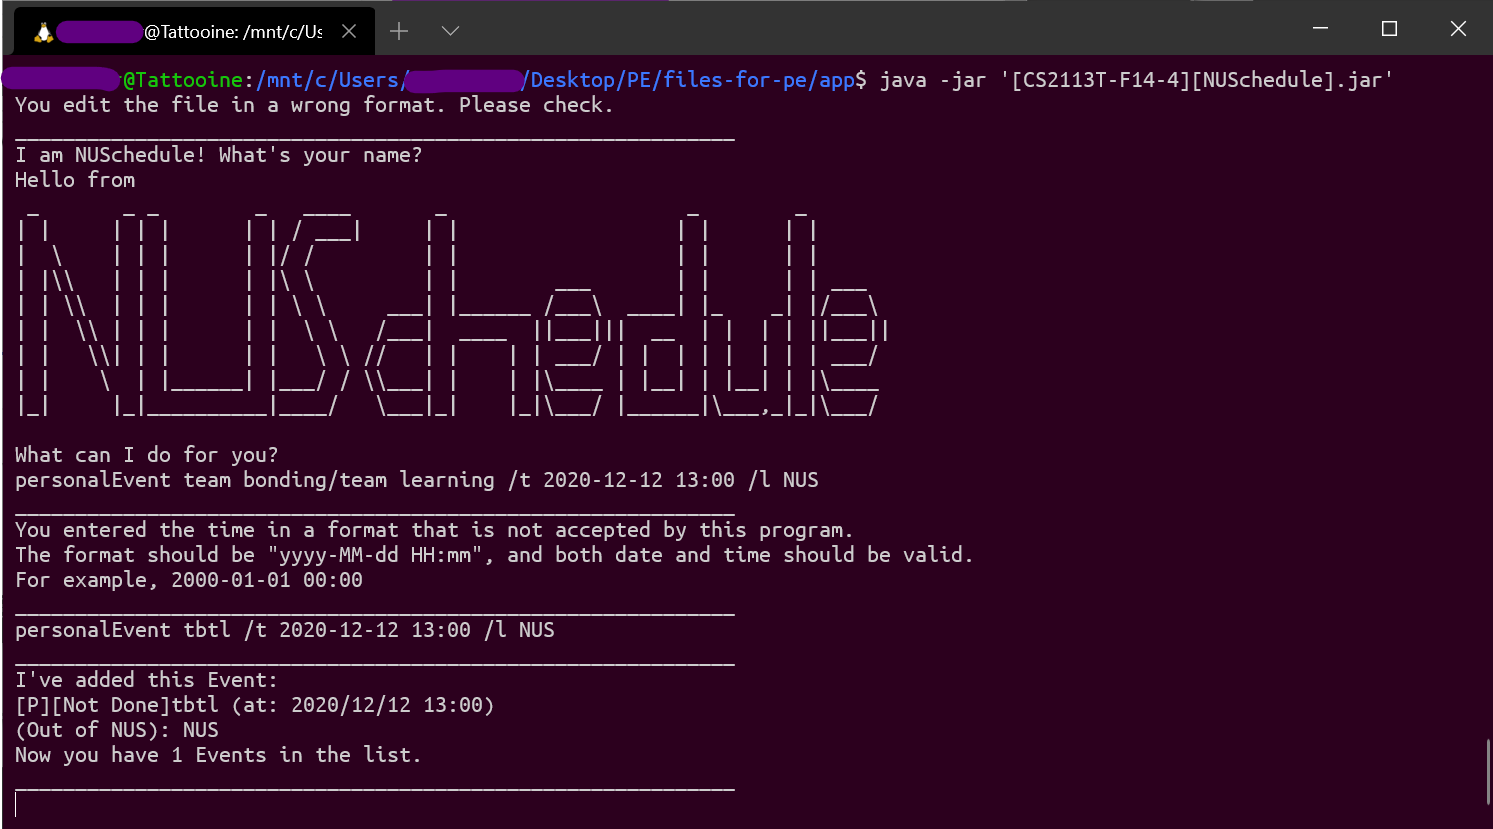 @Tattooine: /mnt/c/Us
@Tattooine:/mnt/c/Users/ /Desktop/PE/files-for-pe/app$ java -jar '[CS2113T-F14-4][NUSchedule].jar'
You edit the file in a wrong format. Please check.
____________________________________________________________
I am NUSchedule! What's your name?
Hello from
NUSchedule
What can I do for you?
personalEvent team bonding/team learning /t 2020-12-12 13:00 /l NUS
____________________________________________________________
You entered the time in a format that is not accepted by this program.
The format should be "yyyy-MM-dd HH:mm", and both date and time should be valid.
For example, 2000-01-01 00:00
____________________________________________________________
personalEvent tbtl /t 2020-12-12 13:00 /l NUS
____________________________________________________________
I've added this Event:
[P][Not Done]tbtl (at: 2020/12/12 13:00)
(Out of NUS): NUS
Now you have 1 Events in the list.
____________________________________________________________